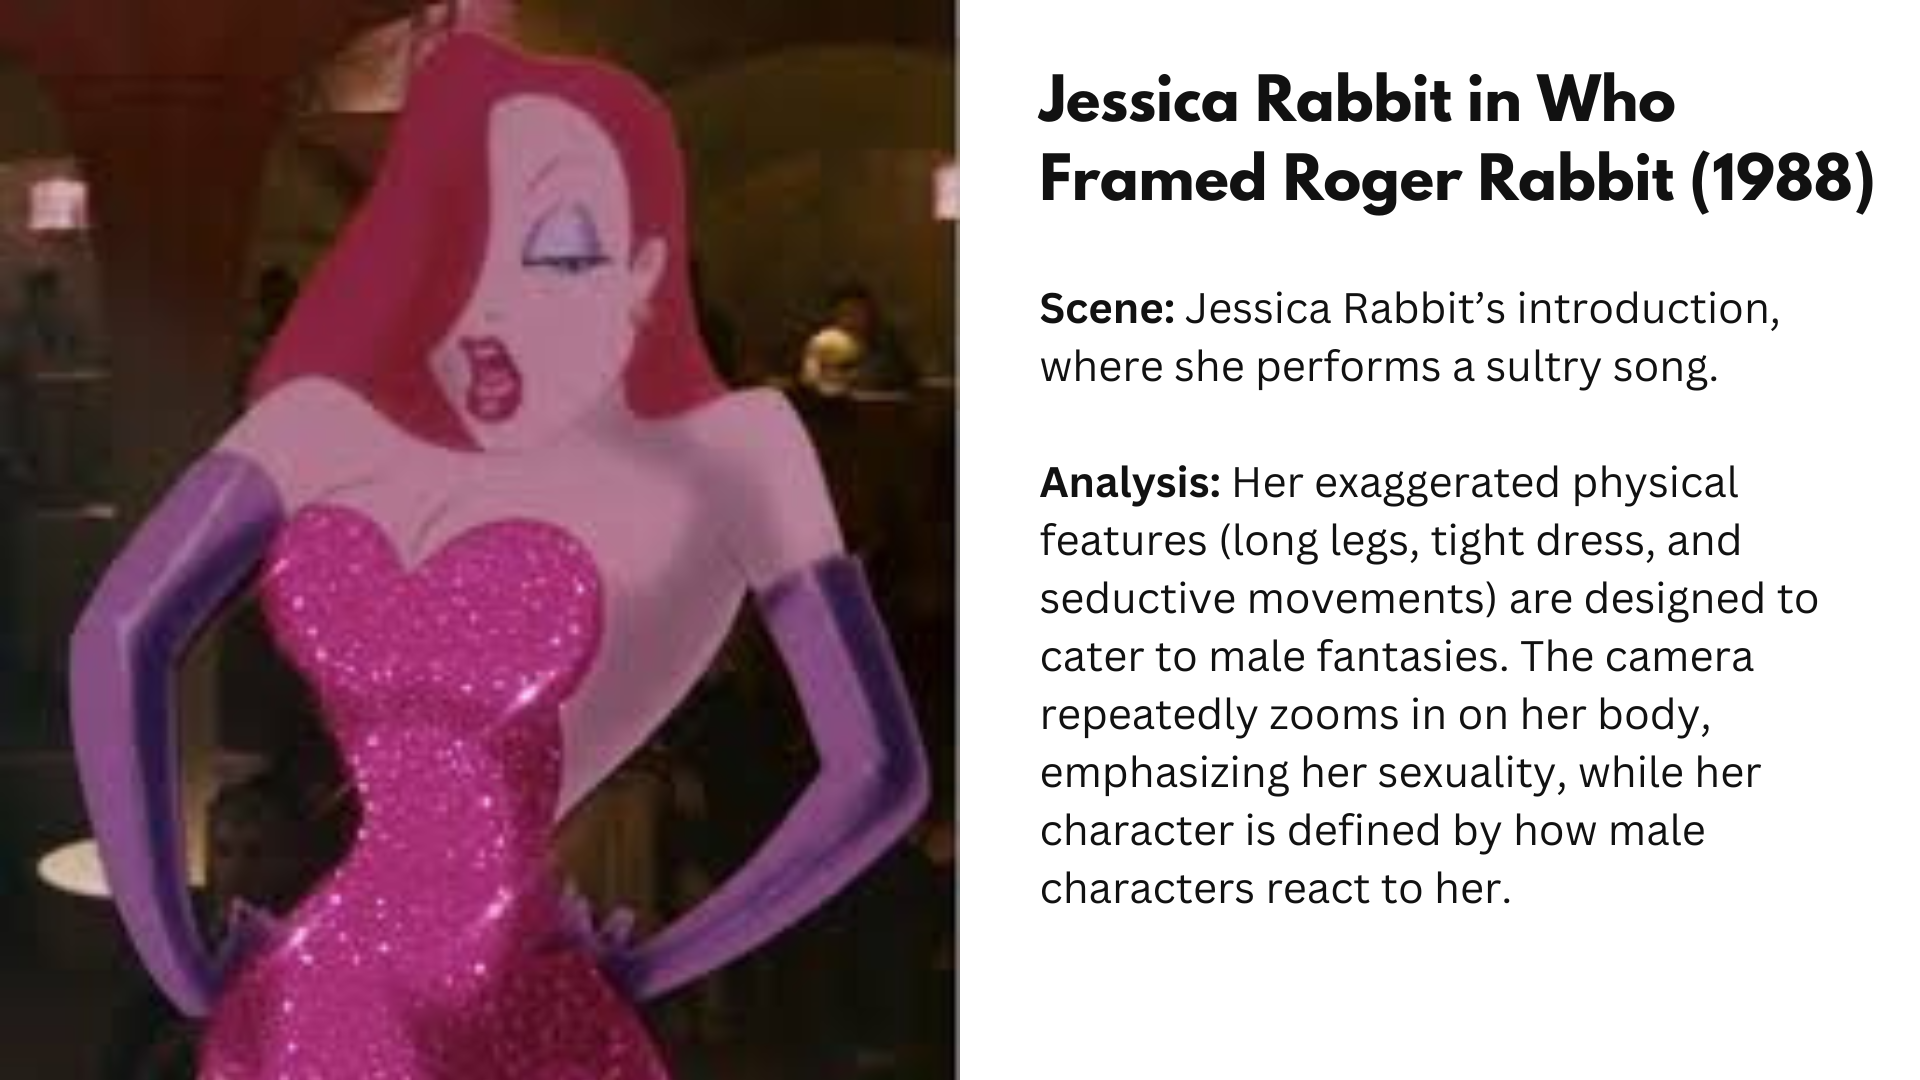 Jessica Rabbit in Who
Framed Roger Rabbit (1988)
Scene: Jessica Rabbit’s introduction,
where she performs a sultry song.
Analysis: Her exaggerated physical
features (long legs, tight dress, and
seductive movements) are designed to
cater to male fantasies. The camera
repeatedly zooms in on her body,
emphasizing her sexuality, while her
character is defined by how male
characters react to her.